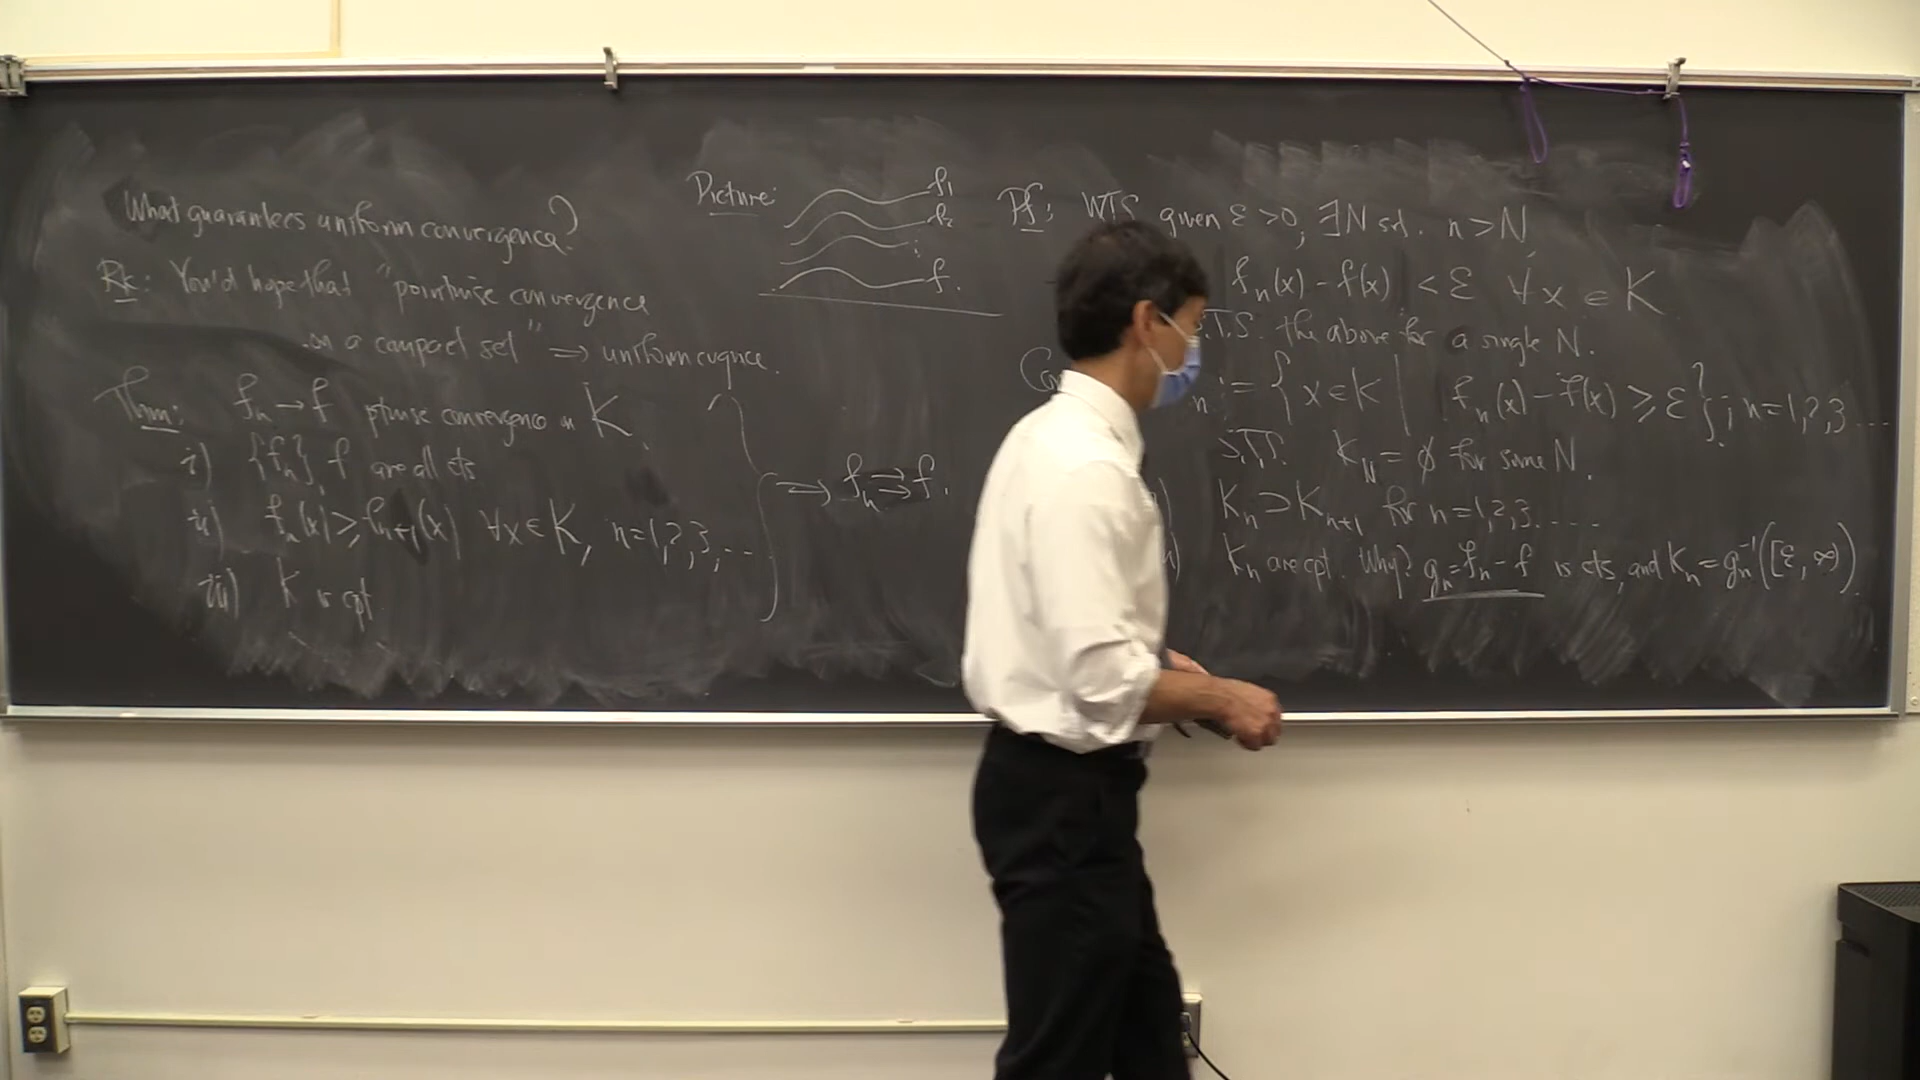 What guarantees uniform convergence?
Rk: You'd hope that "pointwise convergence
on a compact set" ⇒ uniform cvgnce.
Thm: fₙ → f ptwise convergence on K.
i) {fₙ}, f are all cts
ii) fₙ(x) ≥ fₙ₊₁(x) ∀x ∈ K, n=1,2,3,...
iii) K is cpt
⇒ fₙ ⇉ f.
Picture:
f₁
f₂
⋮
f.
Pf: WTS given ε > 0, ∃N s.t. n > N,
fₙ(x) - f(x) < ε ∀x ∈ K
T.S. the above for a single N.
n := { x ∈ K | fₙ(x) - f(x) ≥ ε } ; n=1,2,3...
S.T.S. K_N = ∅ for some N.
) Kₙ ⊃ Kₙ₊₁ for n=1,2,3....
) Kₙ are cpt. Why? gₙ = fₙ - f is cts, and Kₙ = gₙ⁻¹([ε, ∞)).